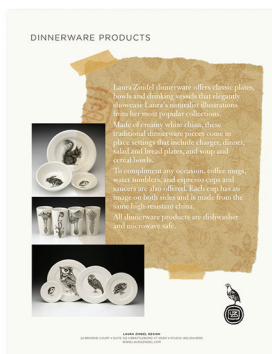 DINNERWARE PRODUCTS
Laura Zindel dinnerware offers classic plates,
bowls and drinking vessels that elegantly
showcase Laura's naturalist illustrations
from her most popular collections.
Made of creamy white china, these
traditional dinnerware pieces come in
place settings that include charger, dinner,
salad and bread plates, and soup and
cereal bowls.
To compliment any occasion, coffee mugs,
water tumblers, and espresso cups and
saucers are also offered. Each cup has an
image on both sides and is made from the
same high-resistant china.
All dinnerware products are dishwasher
and microwave safe.
LAURA ZINDEL DESIGN
WWW.LAURAZINDEL.COM